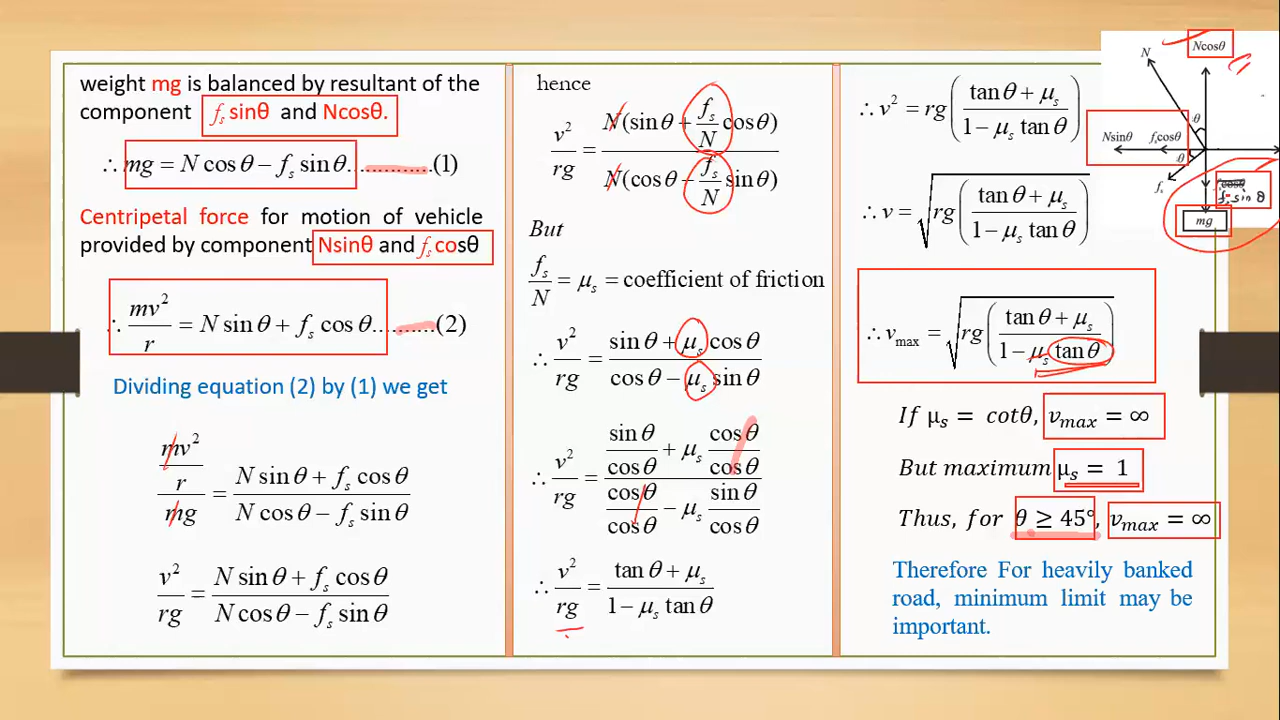 weight mg is balanced by resultant of the
component f_s sinθ and Ncosθ.
∴ mg = N cos θ − f_s sin θ..............(1)
Centripetal force for motion of vehicle
provided by component Nsinθ and f_s cosθ
∴ mv²/r = N sin θ + f_s cos θ...........(2)
Dividing equation (2) by (1) we get
(mv²/r)/(mg) = (N sin θ + f_s cos θ)/(N cos θ − f_s sin θ)
v²/rg = (N sin θ + f_s cos θ)/(N cos θ − f_s sin θ)
hence
v²/rg = N(sin θ + (f_s/N) cos θ)/N(cos θ − (f_s/N) sin θ)
But
f_s/N = μ_s = coefficient of friction
∴ v²/rg = (sin θ + μ_s cos θ)/(cos θ − μ_s sin θ)
∴ v²/rg = (sin θ/cos θ + μ_s cos θ/cos θ)/(cos θ/cos θ − μ_s sin θ/cos θ)
∴ v²/rg = (tan θ + μ_s)/(1 − μ_s tan θ)
∴ v² = rg((tan θ + μ_s)/(1 − μ_s tan θ))
∴ v = √(rg((tan θ + μ_s)/(1 − μ_s tan θ)))
∴ v_max = √(rg((tan θ + μ_s)/(1 − μ_s tan θ)))
If μ_s = cotθ, v_max = ∞
But maximum μ_s = 1
Thus, for θ ≥ 45°, v_max = ∞
Therefore For heavily banked
road, minimum limit may be
important.
N
Ncosθ
θ
Nsinθ
f_s cosθ
θ
f_s
f_s sin θ
mg